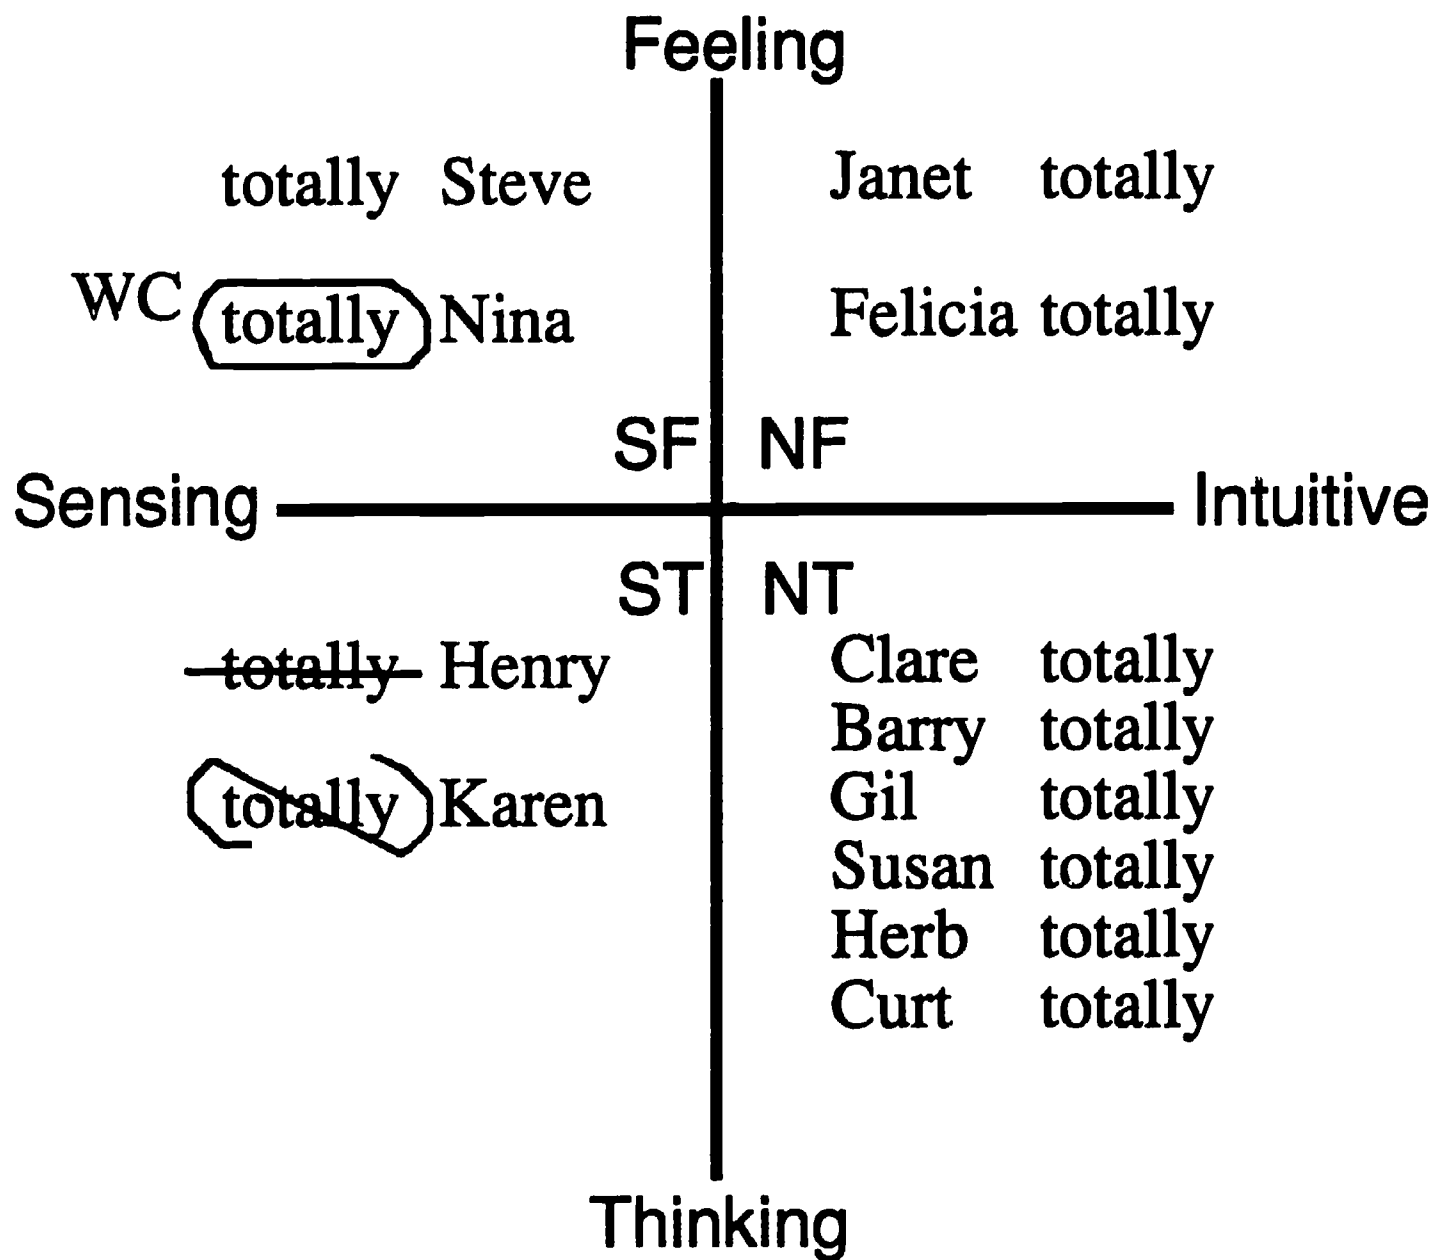 Feeling
totally Steve Janet totally
WC totally Nina Felicia totally
SF NF
Sensing Intuitive
ST NT
totally Henry Clare totally
Barry totally
totally Karen Gil totally
Susan totally
Herb totally
Curt totally
Thinking